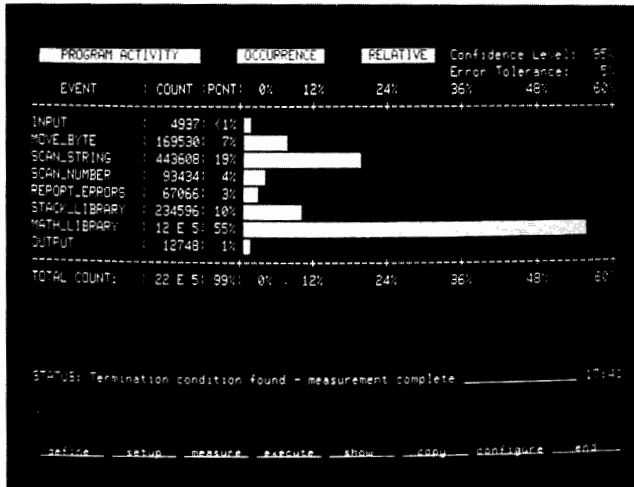 PROGRAM ACTIVITY OCCURRENCE RELATIVE Confidence Level: 95%
Error Tolerance: 5%
EVENT : COUNT :PCNT: 0% 12% 24% 36% 48% 60%
INPUT : 4937: <1%
MOVE_BYTE : 169530: 7%
SCAN_STRING : 443608: 19%
SCAN_NUMBER : 93434: 4%
REPORT_ERRORS : 67066: 3%
STACK_LIBRARY : 234596: 10%
MATH_LIBRARY : 12 E 5: 55%
OUTPUT : 12748: 1%
TOTAL COUNT: : 22 E 5: 99%: 0% 12% 24% 36% 48% 60%
STATUS: Termination condition found - measurement complete 17:42
define setup measure execute show copy configure end